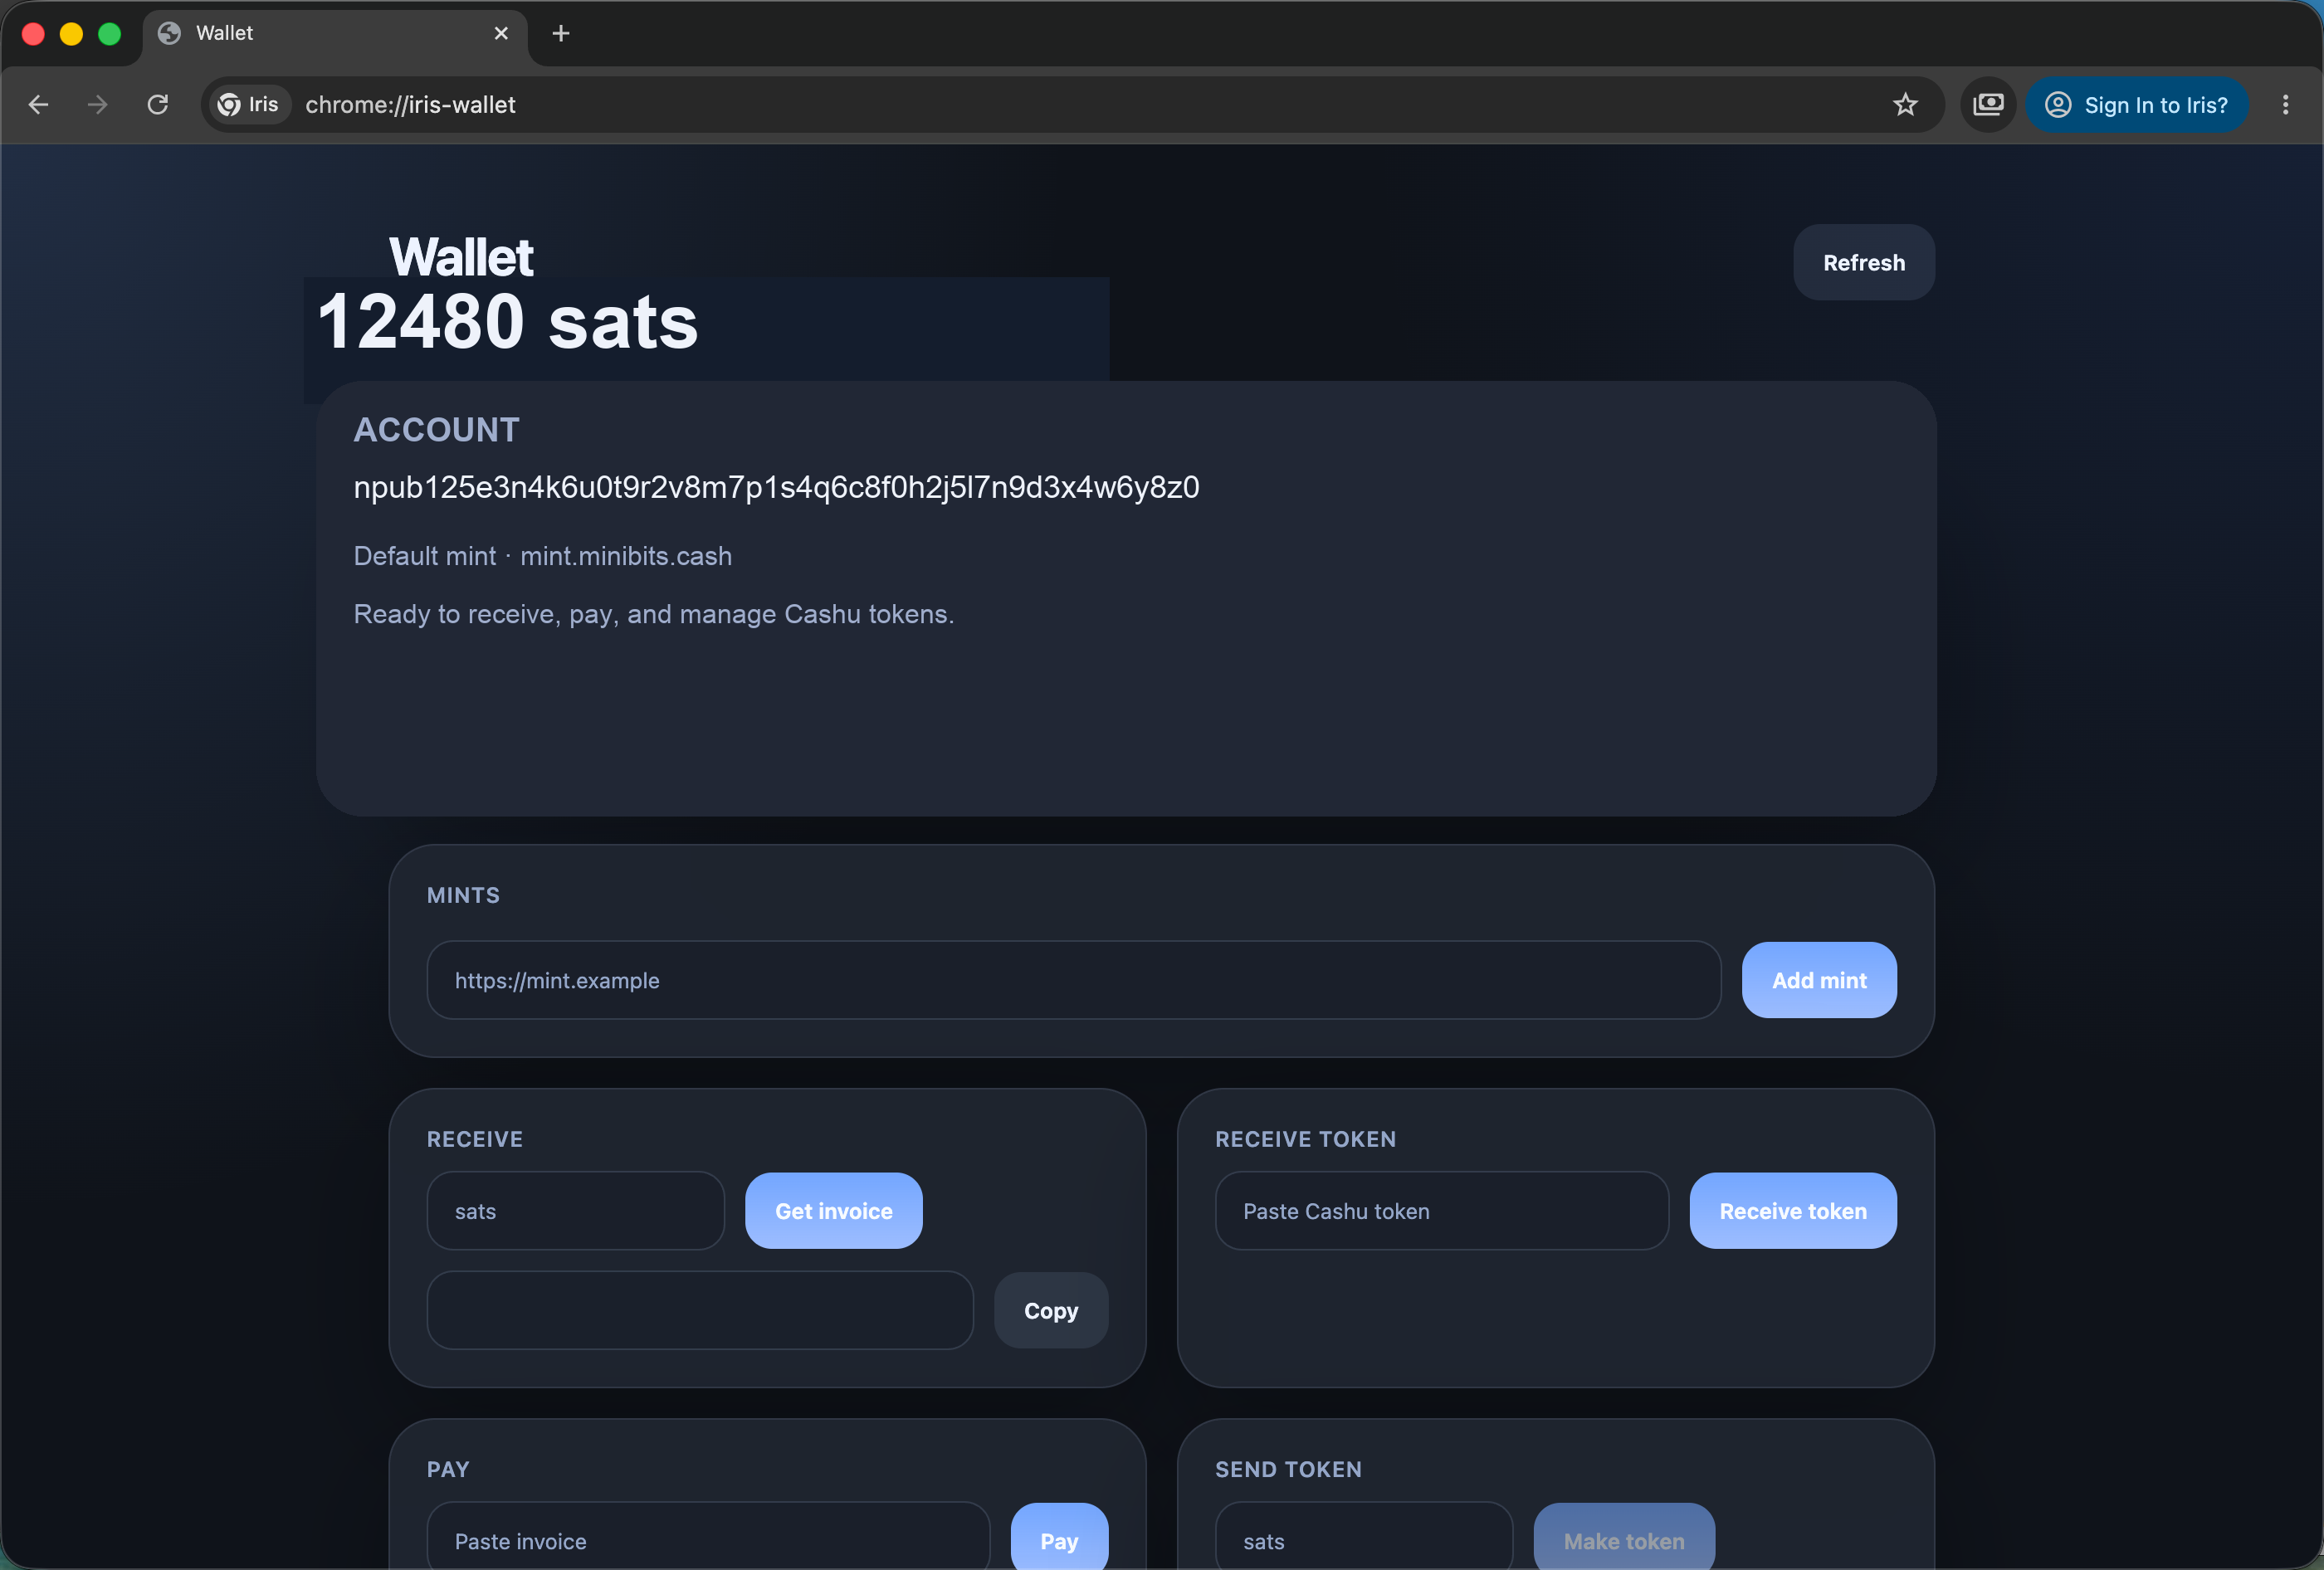 Wallet
Iris
chrome://iris-wallet
Sign In to Iris?
Wallet
Refresh
12480 sats
ACCOUNT
npub125e3n4k6u0t9r2v8m7p1s4q6c8f0h2j5l7n9d3x4w6y8z0
Default mint · mint.minibits.cash
Ready to receive, pay, and manage Cashu tokens.
MINTS
https://mint.example
Add mint
RECEIVE
sats
Get invoice
Copy
RECEIVE TOKEN
Paste Cashu token
Receive token
PAY
Paste invoice
Pay
SEND TOKEN
sats
Make token